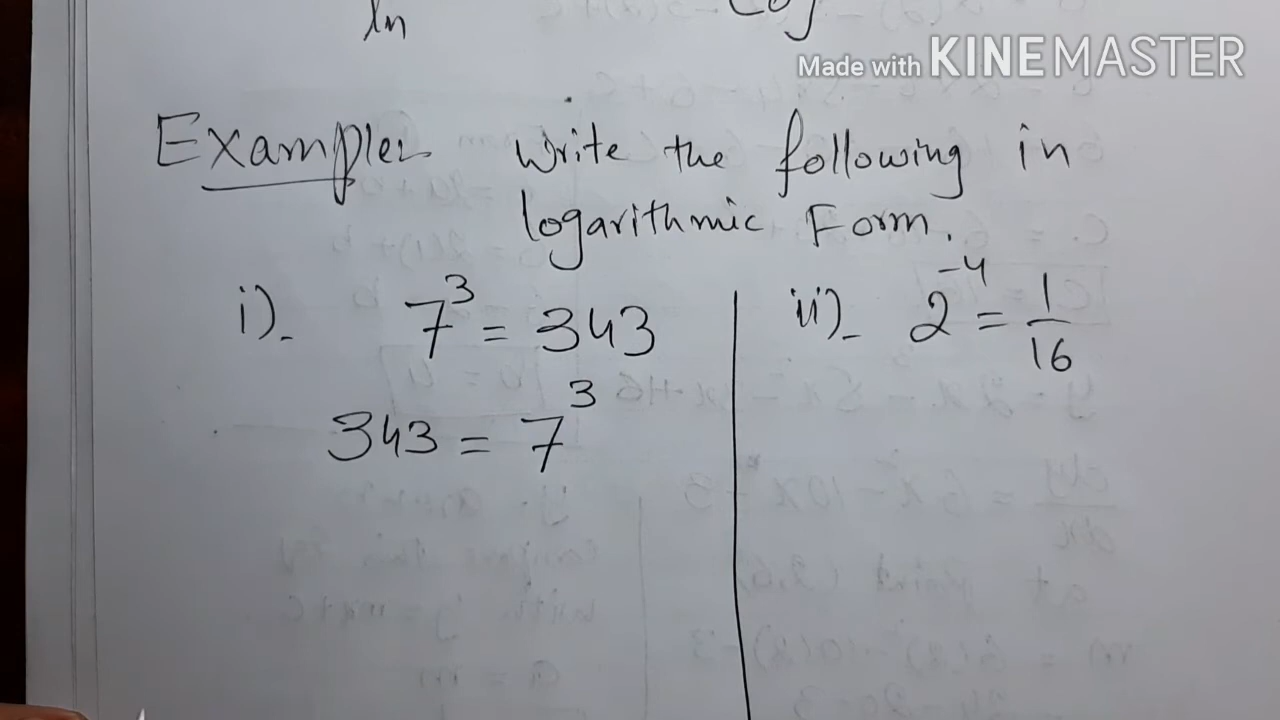 ln
Made with KINEMASTER
Example:- Write the following in
logarithmic Form.
i)- 7³ = 343
343 = 7³
ii)- 2⁻⁴ = 1/16